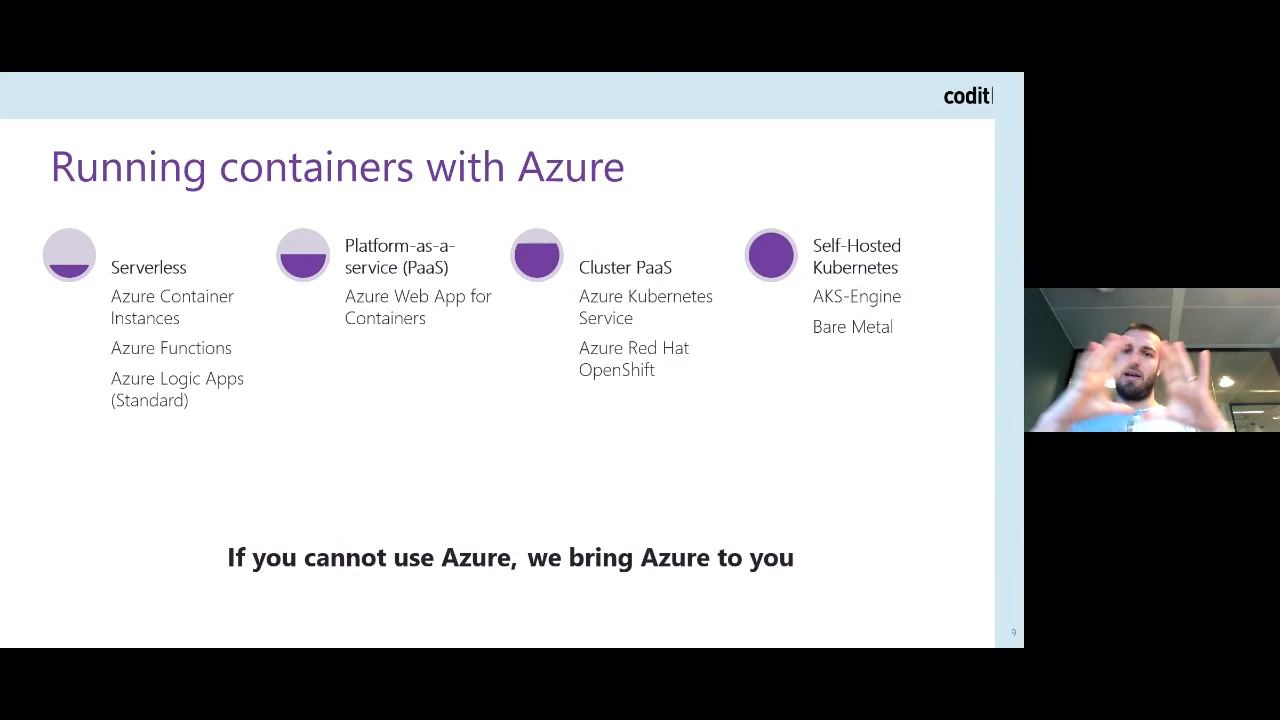 codit
Running containers with Azure
Serverless
Azure Container
Instances
Azure Functions
Azure Logic Apps
(Standard)
Platform-as-a-
service (PaaS)
Azure Web App for
Containers
Cluster PaaS
Azure Kubernetes
Service
Azure Red Hat
OpenShift
Self-Hosted
Kubernetes
AKS-Engine
Bare Metal
If you cannot use Azure, we bring Azure to you
9